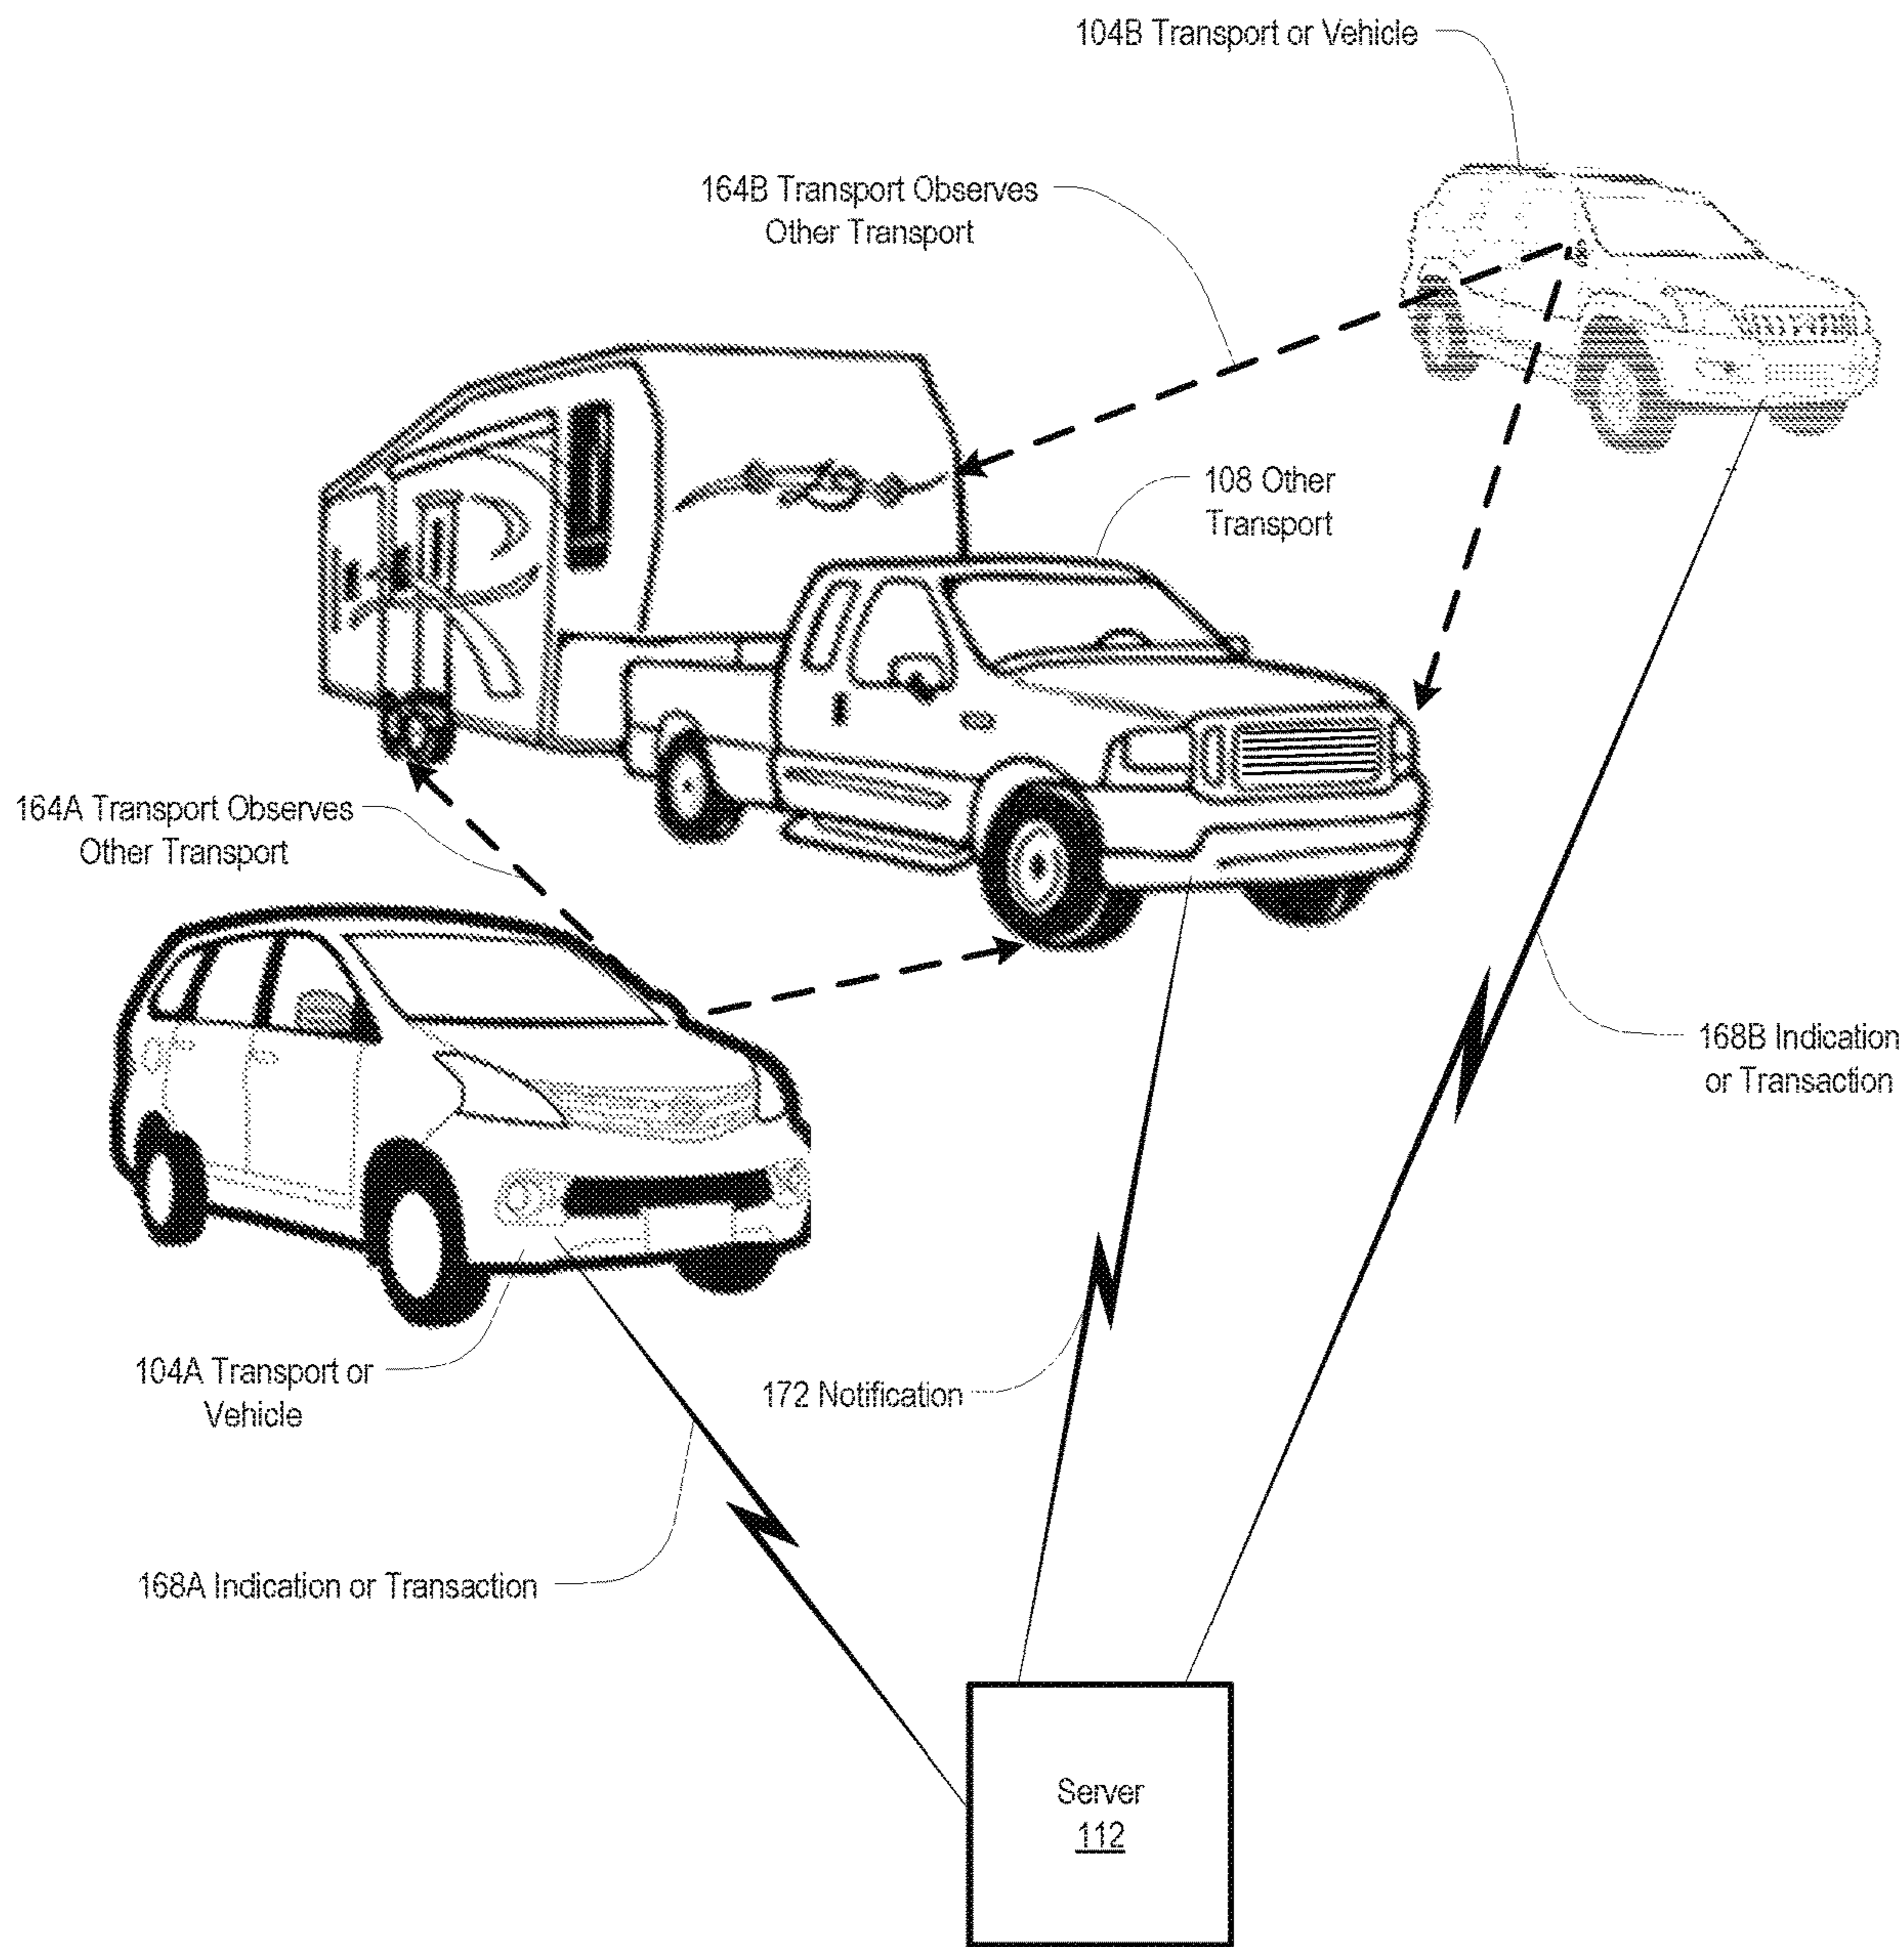 104B Transport or Vehicle
164B Transport Observes
Other Transport
108 Other
Transport
164A Transport Observes
Other Transport
168B Indication
or Transaction
104A Transport or
Vehicle
172 Notification
168A Indication or Transaction
Server
112